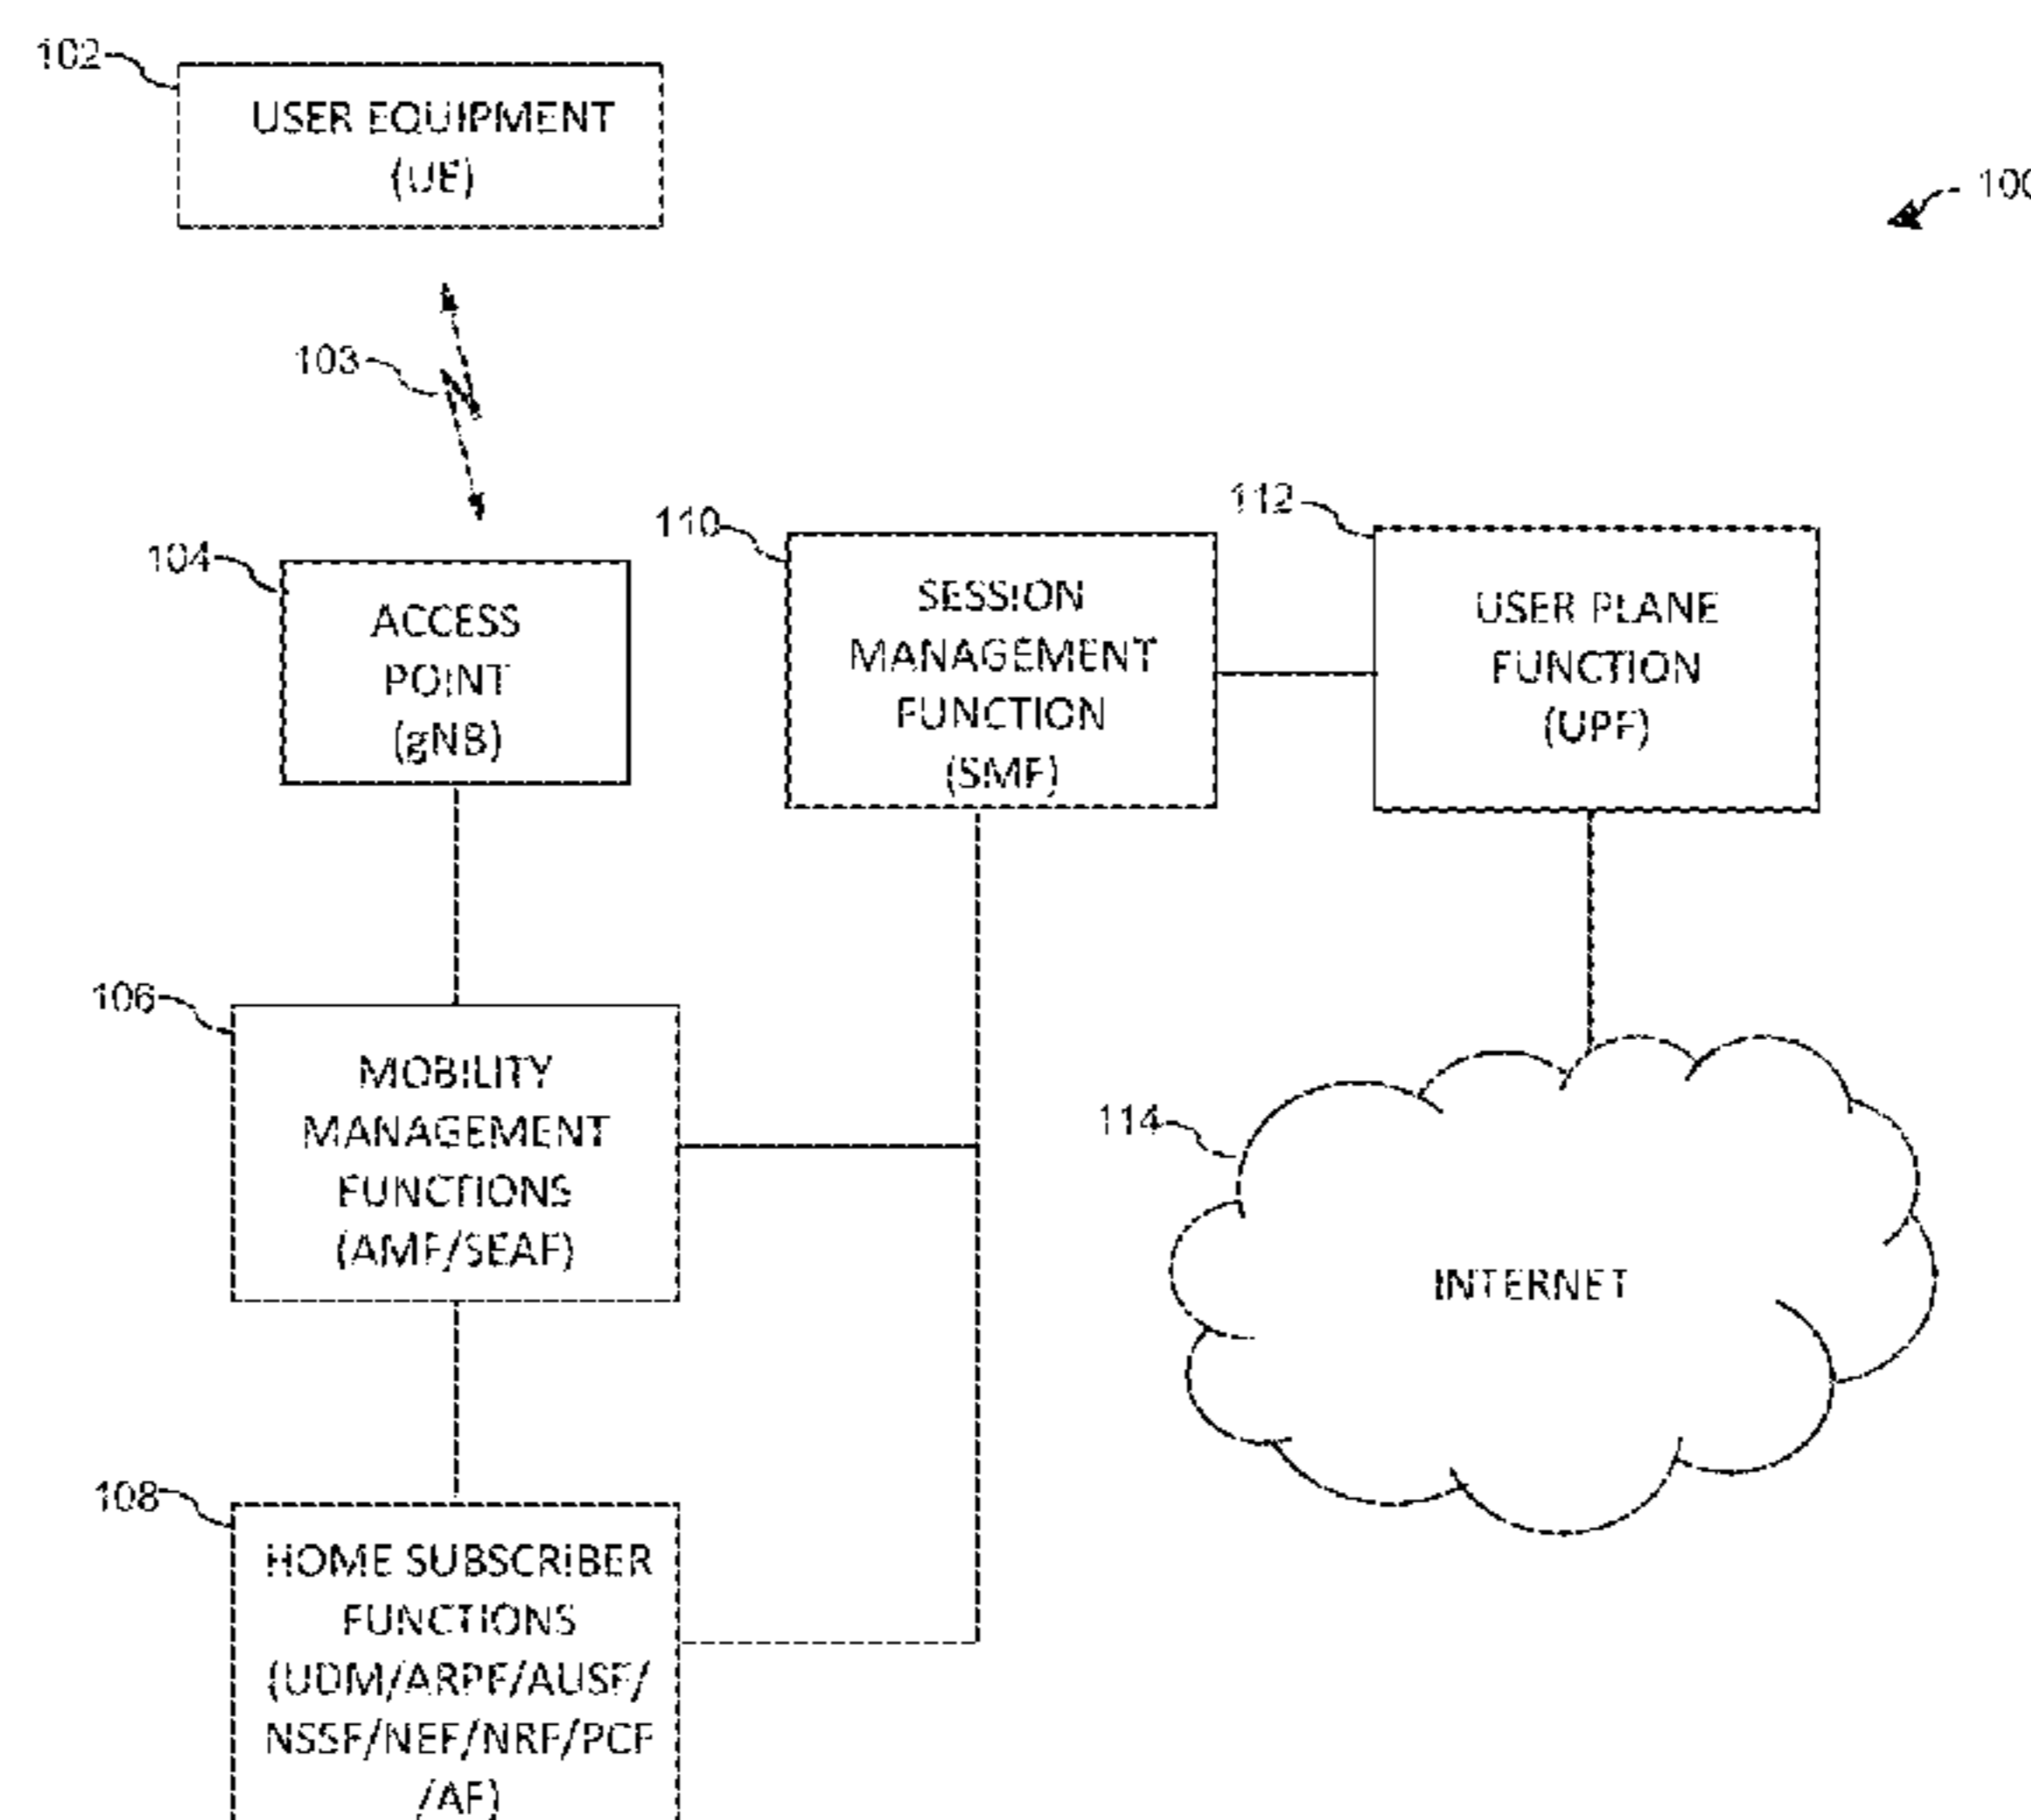 102
USER EQUIPMENT
(UE)
100
103
104
ACCESS
POINT
(gNB)
110
SESSION
MANAGEMENT
FUNCTION
(SMF)
112
USER PLANE
FUNCTION
(UPF)
106
MOBILITY
MANAGEMENT
FUNCTIONS
(AMF/SEAF)
114
INTERNET
108
HOME SUBSCRIBER
FUNCTIONS
(UDM/ARPF/AUSF/
NSSF/NEF/NRF/PCF
/AF)